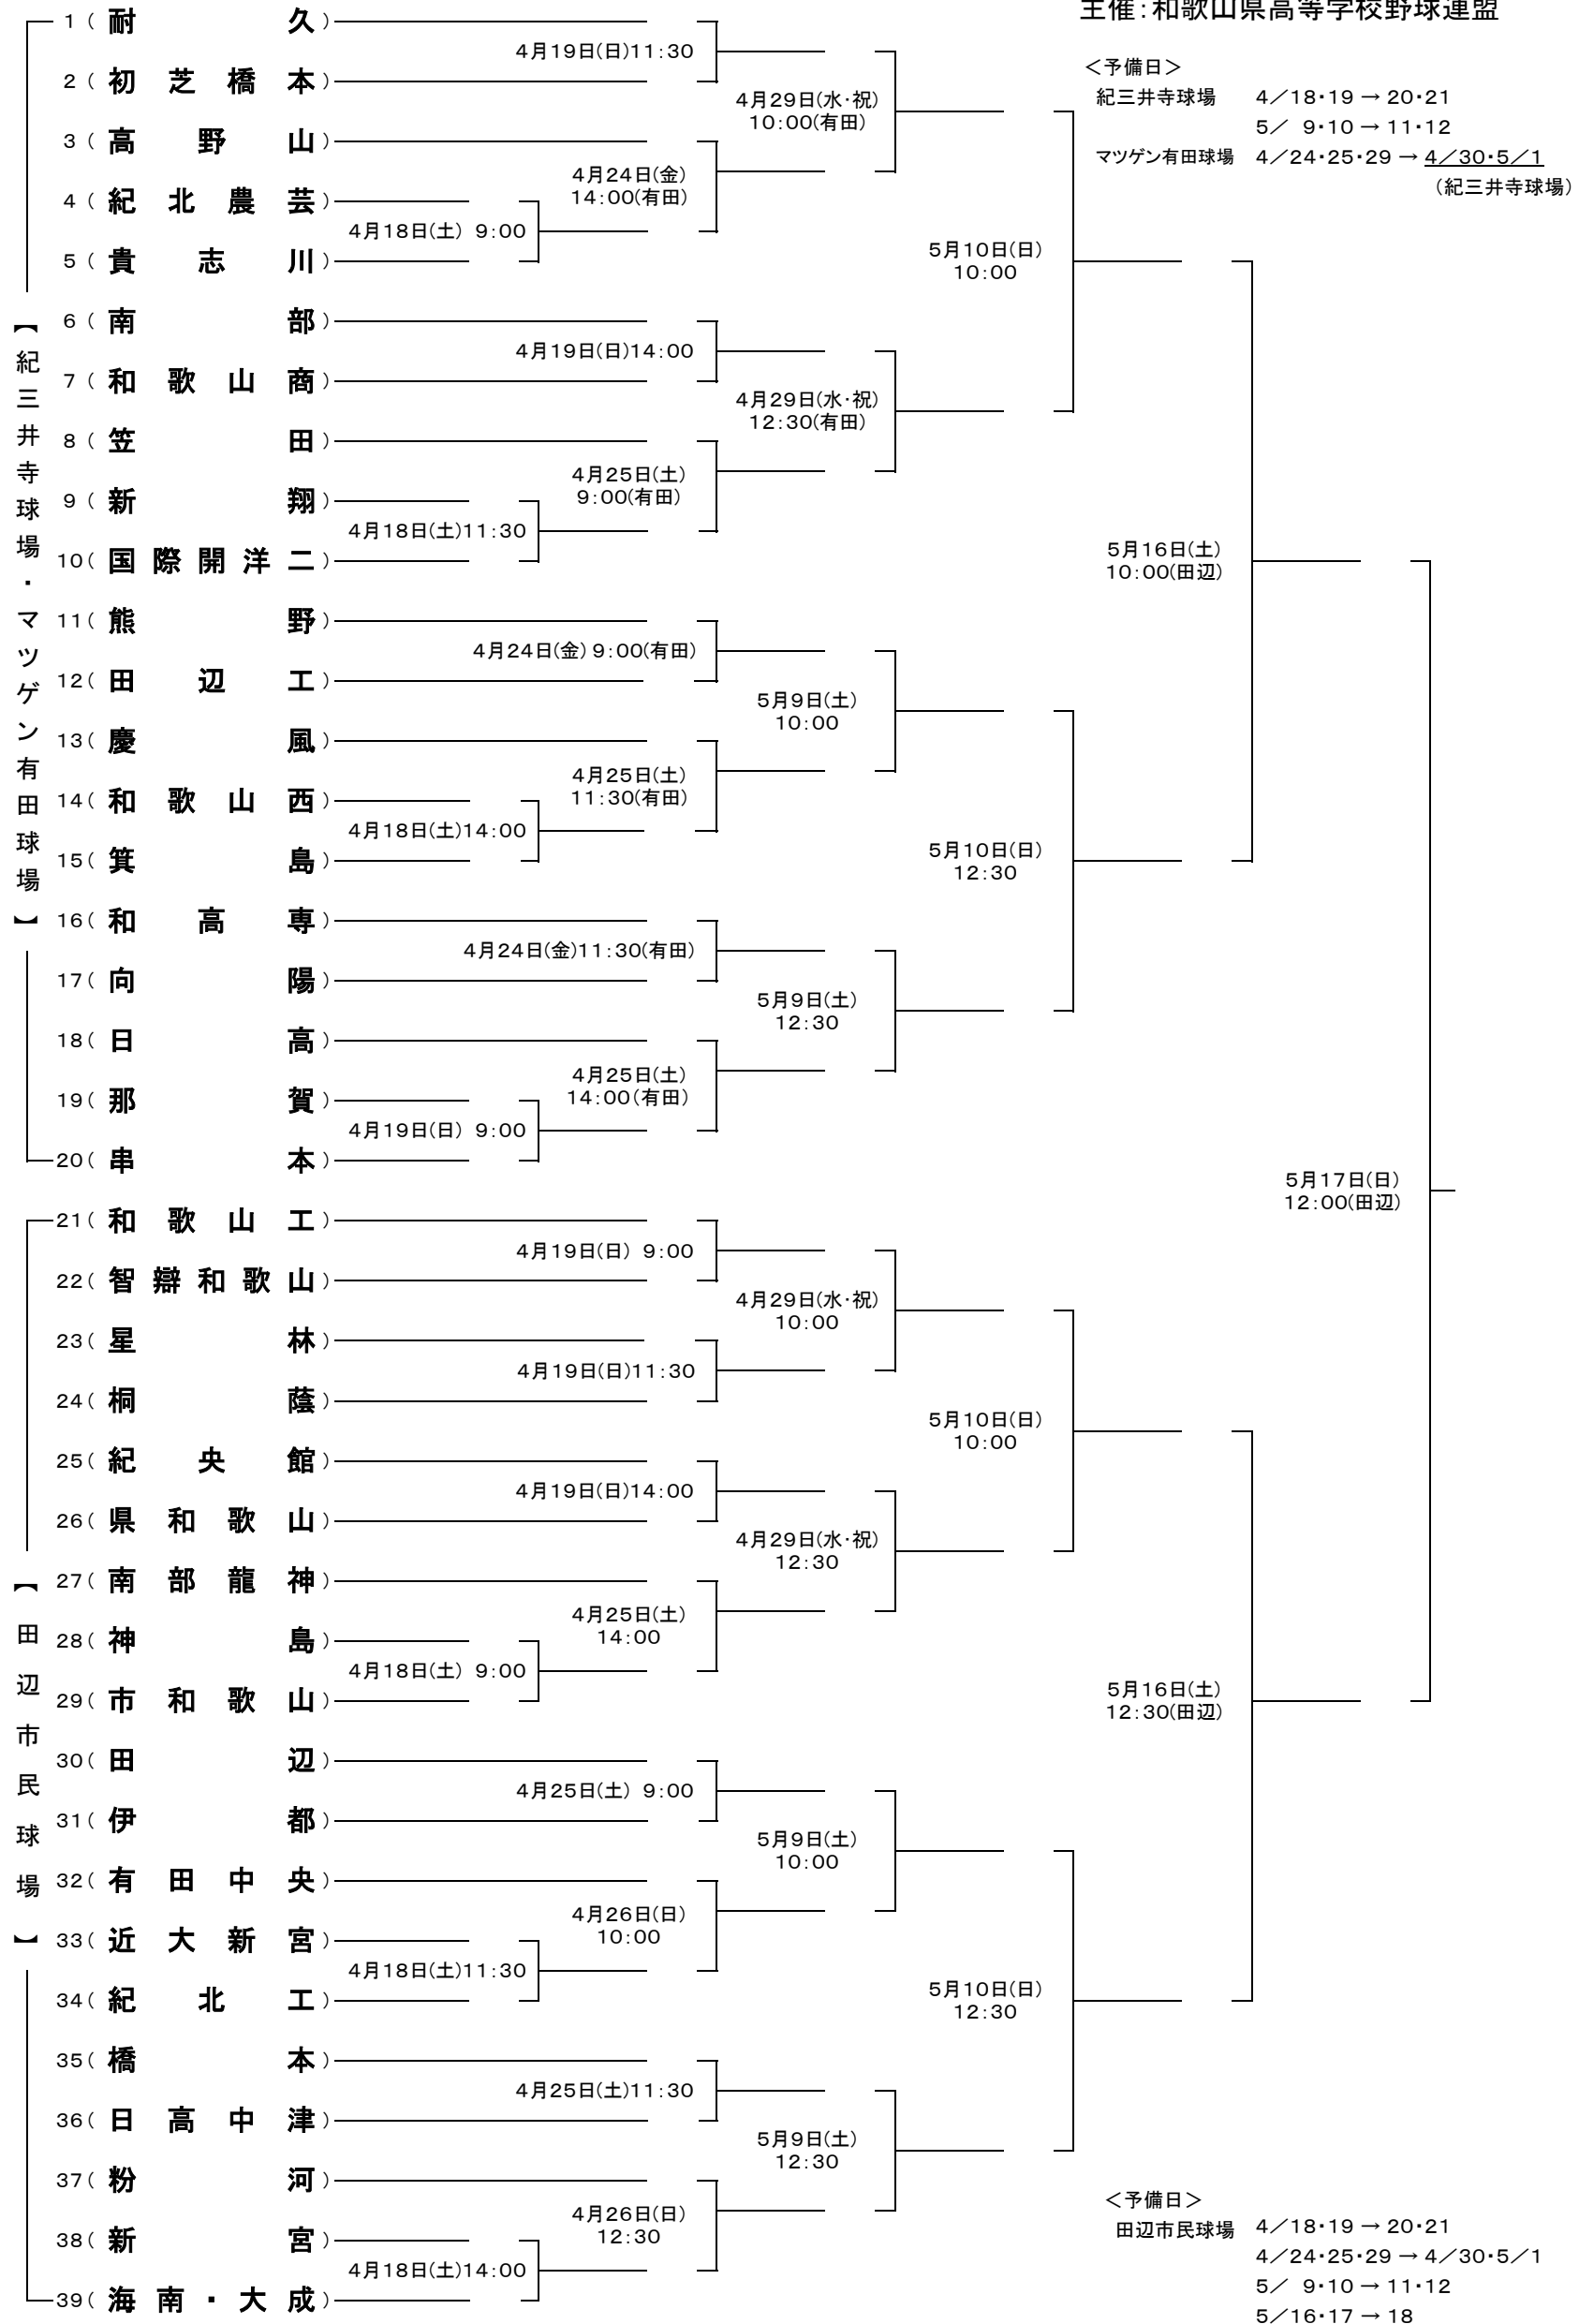 主催：和歌山県高等学校野球連盟
＜予備日＞
紀三井寺球場 4／18・19 → 20・21
5／ 9・10 → 11・12
マツゲン有田球場 4／24・25・29 → 4／30・5／1
（紀三井寺球場）
【紀三井寺球場・マツゲン有田球場】
1（耐久）
4月19日(日)11:30
2（初芝橋本）
4月29日(水・祝)
10:00(有田)
3（高野山）
4月24日(金)
14:00(有田)
4（紀北農芸）
4月18日(土) 9:00
5（貴志川）
5月10日(日)
10:00
6（南部）
4月19日(日)14:00
7（和歌山商）
4月29日(水・祝)
12:30(有田)
8（笠田）
4月25日(土)
9:00(有田)
9（新翔）
4月18日(土)11:30
10（国際開洋二）
5月16日(土)
10:00(田辺)
11（熊野）
4月24日(金) 9:00(有田)
12（田辺工）
5月9日(土)
10:00
13（慶風）
4月25日(土)
11:30(有田)
14（和歌山西）
4月18日(土)14:00
15（箕島）
5月10日(日)
12:30
16（和高専）
4月24日(金)11:30(有田)
17（向陽）
5月9日(土)
12:30
18（日高）
4月25日(土)
14:00(有田)
19（那賀）
4月19日(日) 9:00
20（串本）
5月17日(日)
12:00(田辺)
【田辺市民球場】
21（和歌山工）
4月19日(日) 9:00
22（智辯和歌山）
4月29日(水・祝)
10:00
23（星林）
4月19日(日)11:30
24（桐蔭）
5月10日(日)
10:00
25（紀央館）
4月19日(日)14:00
26（県和歌山）
4月29日(水・祝)
12:30
27（南部龍神）
4月25日(土)
14:00
28（神島）
4月18日(土) 9:00
29（市和歌山）
5月16日(土)
12:30(田辺)
30（田辺）
4月25日(土) 9:00
31（伊都）
5月9日(土)
10:00
32（有田中央）
4月26日(日)
10:00
33（近大新宮）
4月18日(土)11:30
34（紀北工）
5月10日(日)
12:30
35（橋本）
4月25日(土)11:30
36（日高中津）
5月9日(土)
12:30
37（粉河）
4月26日(日)
12:30
38（新宮）
4月18日(土)14:00
39（海南・大成）
＜予備日＞
田辺市民球場 4／18・19 → 20・21
4／24・25・29 → 4／30・5／1
5／ 9・10 → 11・12
5／16・17 → 18